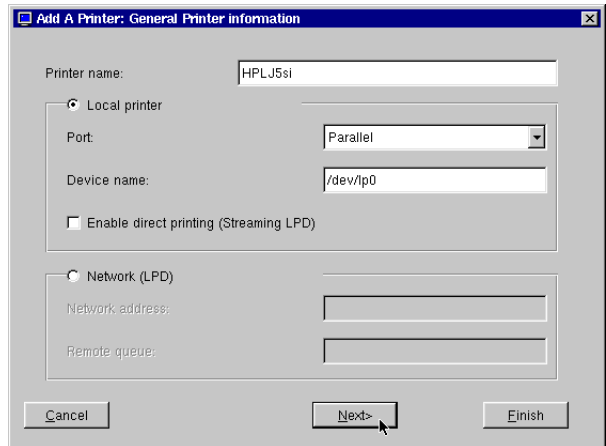 Add A Printer: General Printer information
Printer name: HPLJ5si
Local printer
Port: Parallel
Device name: /dev/lp0
Enable direct printing (Streaming LPD)
Network (LPD)
Network address:
Remote queue:
Cancel Next> Finish